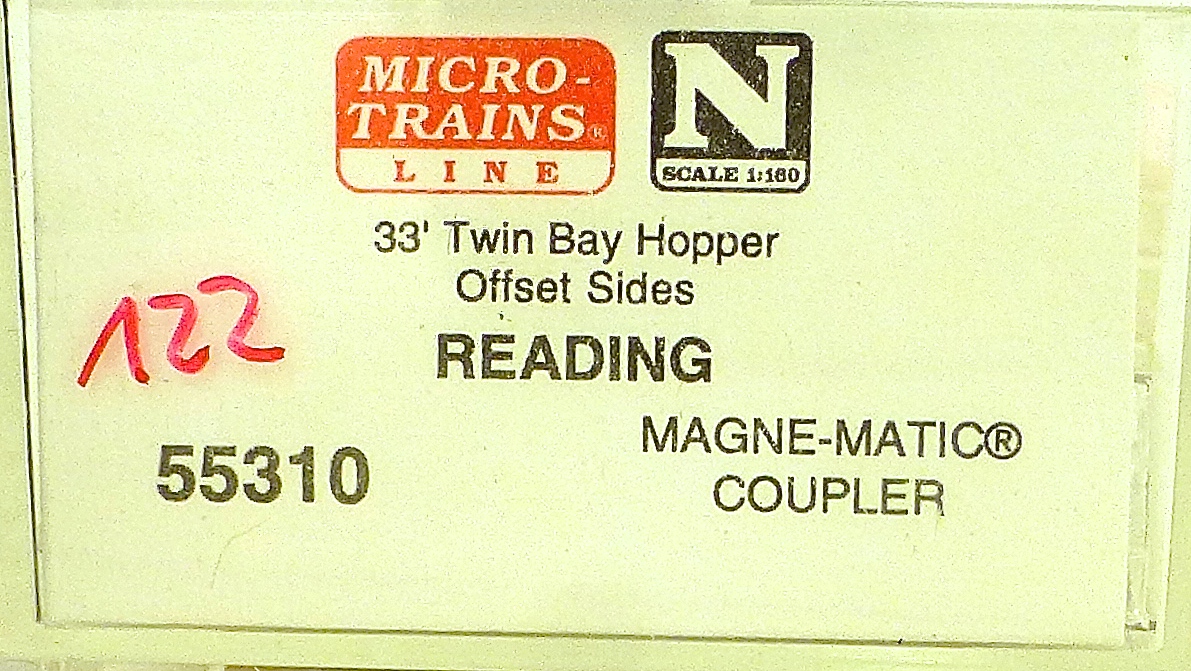 MICRO-
TRAINS®
LINE
N
SCALE 1:160
33' Twin Bay Hopper
Offset Sides
READING
122
55310
MAGNE-MATIC®
COUPLER